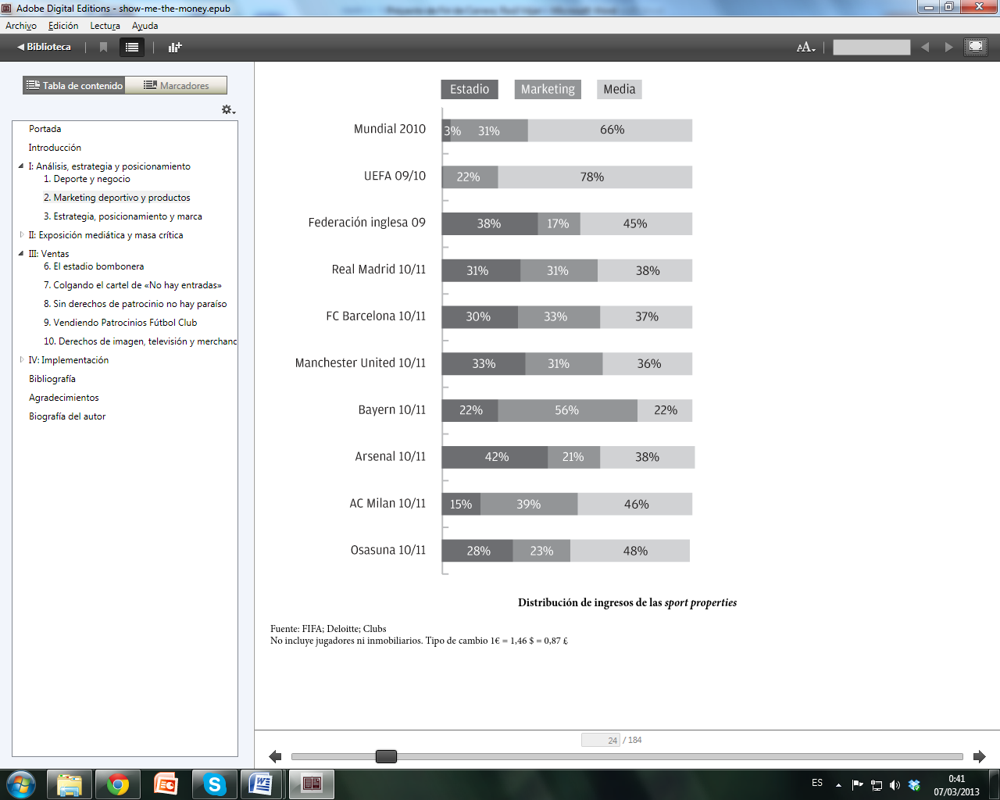 Adobe Digital Editions - show-me-the-money.epub
Archivo Edición Lectura Ayuda
Biblioteca
AA
Tabla de contenido Marcadores
Portada
Introducción
I: Análisis, estrategia y posicionamiento
1. Deporte y negocio
2. Marketing deportivo y productos
3. Estrategia, posicionamiento y marca
II: Exposición mediática y masa crítica
III: Ventas
6. El estadio bombonera
7. Colgando el cartel de «No hay entradas»
8. Sin derechos de patrocinio no hay paraíso
9. Vendiendo Patrocinios Fútbol Club
10. Derechos de imagen, televisión y merchanc
IV: Implementación
Bibliografía
Agradecimientos
Biografía del autor
Estadio Marketing Media
Mundial 2010 3% 31% 66%
UEFA 09/10 22% 78%
Federación inglesa 09 38% 17% 45%
Real Madrid 10/11 31% 31% 38%
FC Barcelona 10/11 30% 33% 37%
Manchester United 10/11 33% 31% 36%
Bayern 10/11 22% 56% 22%
Arsenal 10/11 42% 21% 38%
AC Milan 10/11 15% 39% 46%
Osasuna 10/11 28% 23% 48%
Distribución de ingresos de las sport properties
Fuente: FIFA; Deloitte; Clubs
No incluye jugadores ni inmobiliarios. Tipo de cambio 1€ = 1,46 $ = 0,87 £
24 / 184
ES
0:41
07/03/2013